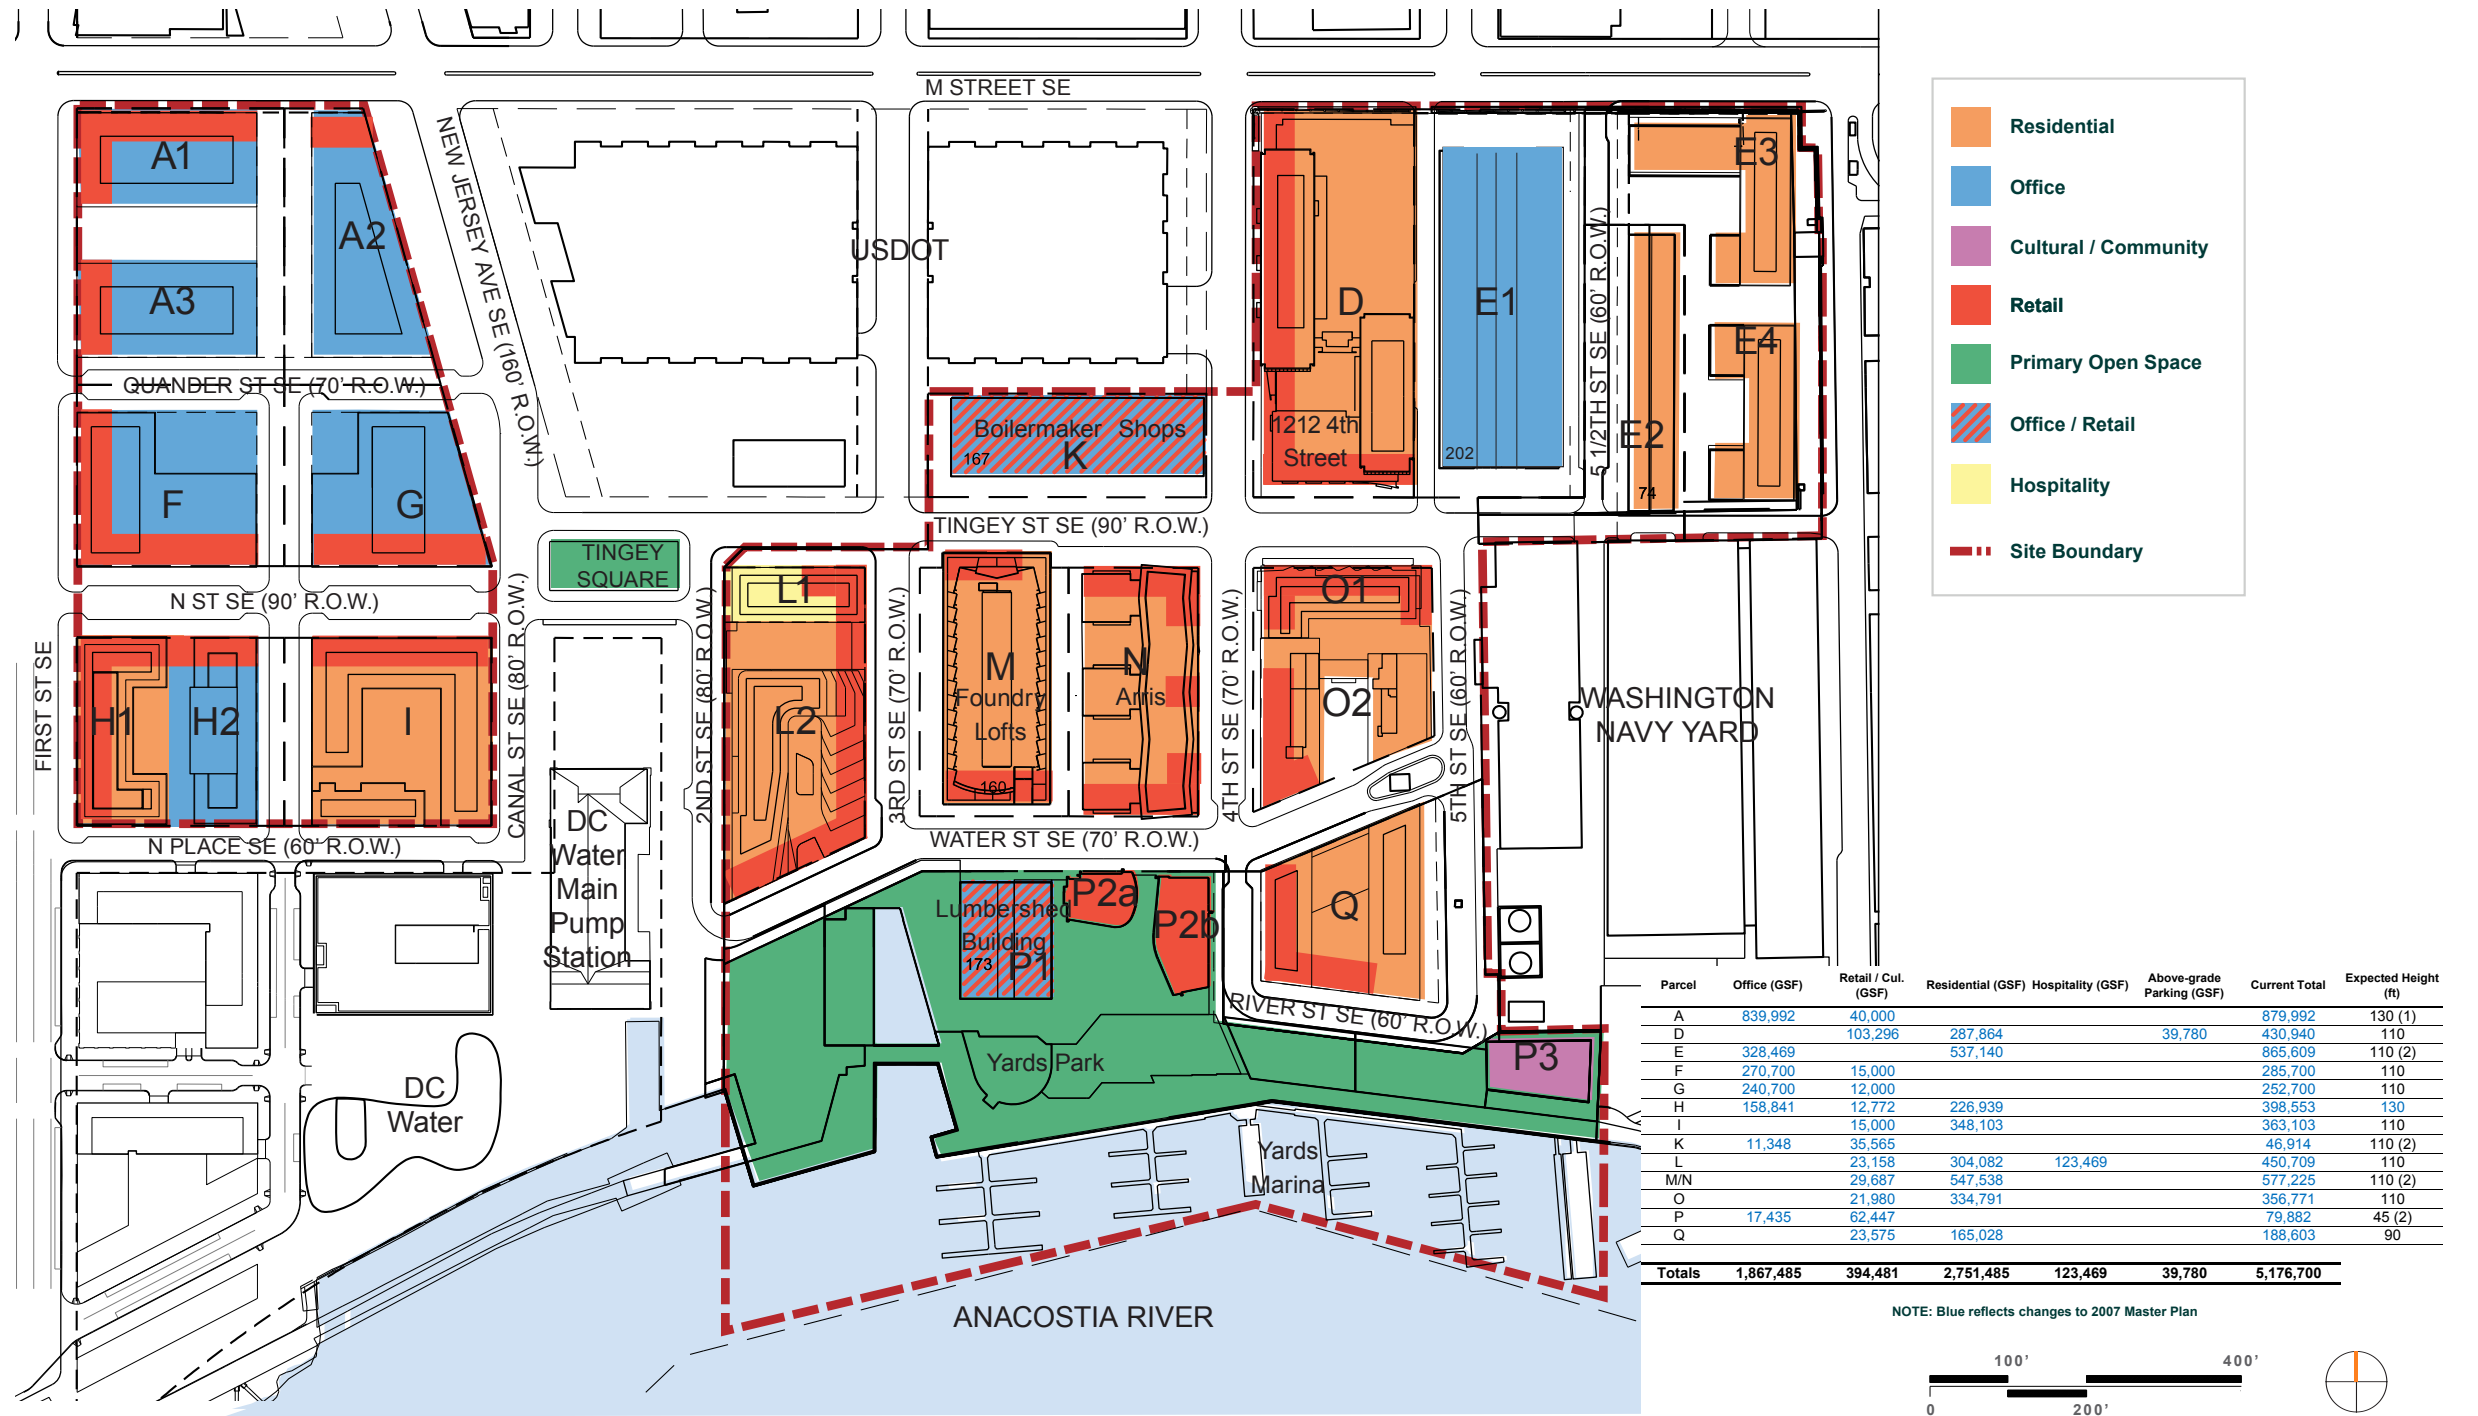 M STREET SE
A1
A2
A3
NEW JERSEY AVE SE (160' R.O.W.)
USDOT
D
1212 4th
Street
E1
202
5 1/2TH ST SE (60' R.O.W.)
E2
74
E3
E4
QUANDER ST SE (70' R.O.W.)
Boilermaker Shops
K
167
F
G
TINGEY ST SE (90' R.O.W.)
TINGEY
SQUARE
N ST SE (90' R.O.W.)
FIRST ST SE
H1
H2
I
CANAL ST SE (80' R.O.W.)
N PLACE SE (60' R.O.W.)
DC
Water
Main
Pump
Station
2ND ST SE (80' R.O.W.)
L1
L2
3RD ST SE (70' R.O.W.)
M
Foundry
Lofts
160
N
Arris
4TH ST SE (70' R.O.W.)
O1
O2
5TH ST SE (60' R.O.W.)
WASHINGTON
NAVY YARD
WATER ST SE (70' R.O.W.)
Lumbershed
Building
173
P1
P2a
P2b
Q
RIVER ST SE (60' R.O.W.)
Yards Park
P3
DC
Water
Yards
Marina
ANACOSTIA RIVER
Residential
Office
Cultural / Community
Retail
Primary Open Space
Office / Retail
Hospitality
Site Boundary
Parcel Office (GSF) Retail / Cul. (GSF) Residential (GSF) Hospitality (GSF) Above-grade Parking (GSF) Current Total Expected Height (ft)
A 839,992 40,000 879,992 130 (1)
D 103,296 287,864 39,780 430,940 110
E 328,469 537,140 865,609 110 (2)
F 270,700 15,000 285,700 110
G 240,700 12,000 252,700 110
H 158,841 12,772 226,939 398,553 130
I 15,000 348,103 363,103 110
K 11,348 35,565 46,914 110 (2)
L 23,158 304,082 123,469 450,709 110
M/N 29,687 547,538 577,225 110 (2)
O 21,980 334,791 356,771 110
P 17,435 62,447 79,882 45 (2)
Q 23,575 165,028 188,603 90
Totals 1,867,485 394,481 2,751,485 123,469 39,780 5,176,700
NOTE: Blue reflects changes to 2007 Master Plan
100' 400'
0 200'